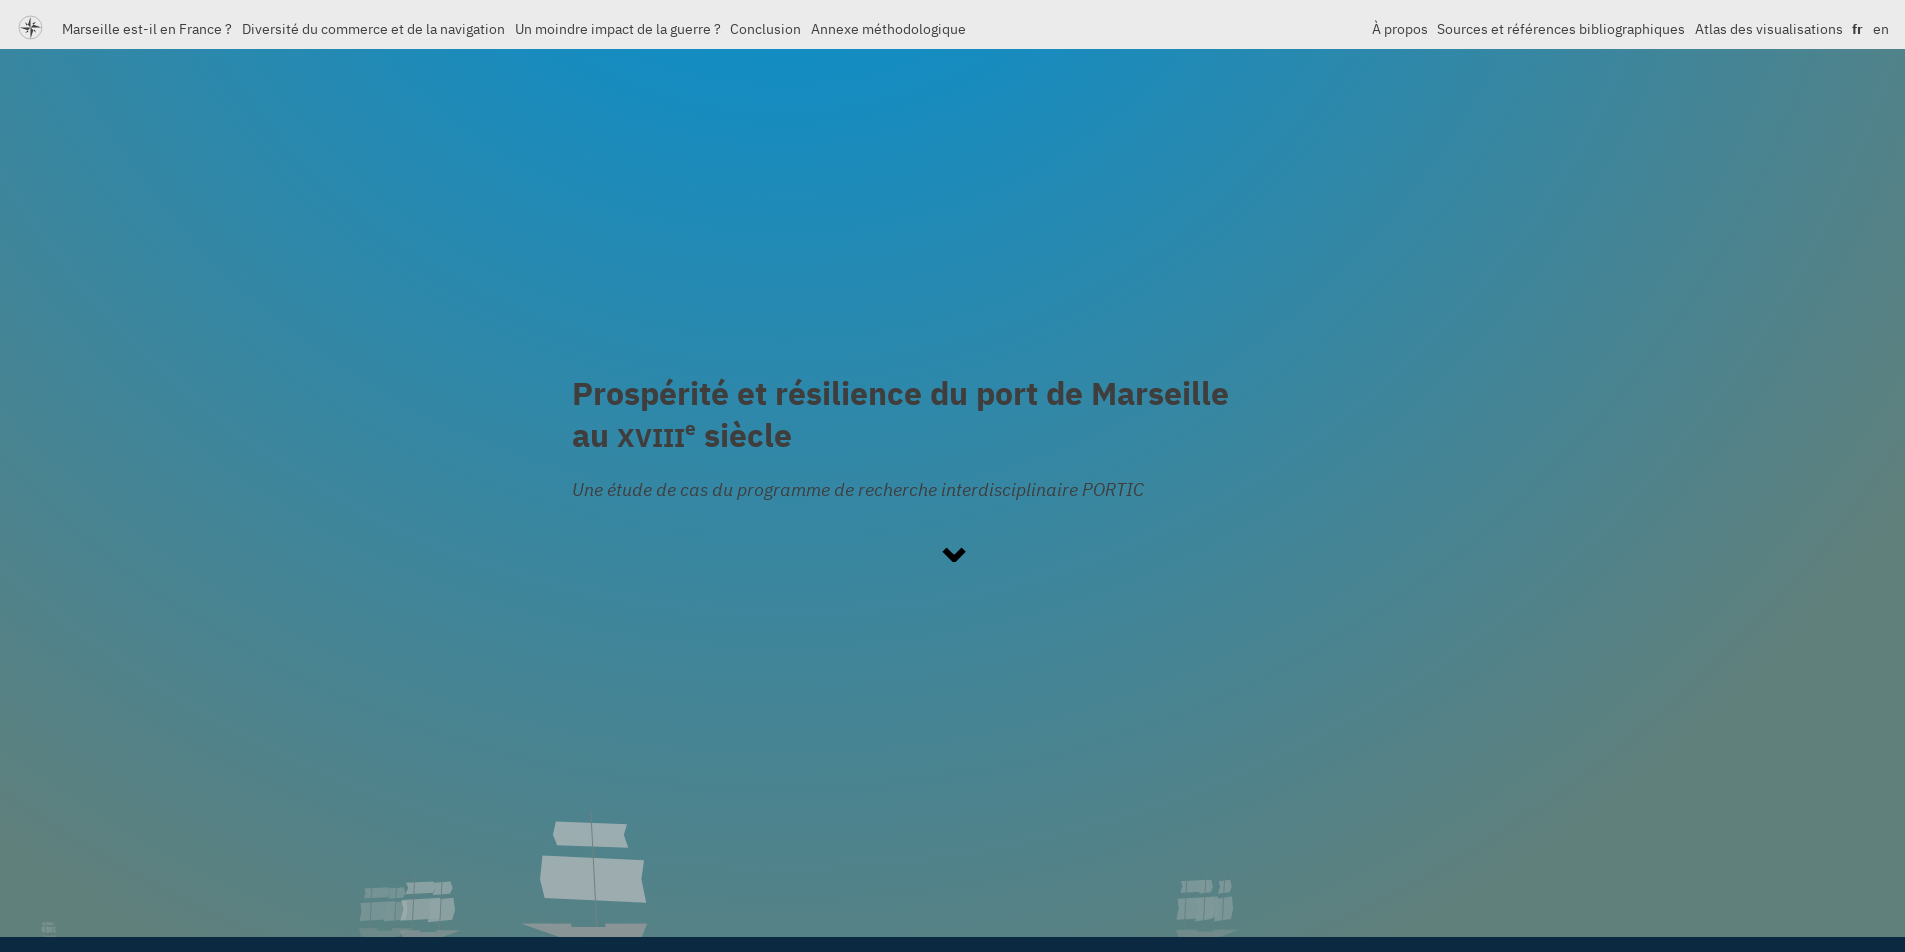 Marseille est-il en France ? Diversité du commerce et de la navigation Un moindre impact de la guerre ? Conclusion Annexe méthodologique À propos Sources et références bibliographiques Atlas des visualisations fr en
Prospérité et résilience du port de Marseille
au XVIIIe siècle
Une étude de cas du programme de recherche interdisciplinaire PORTIC